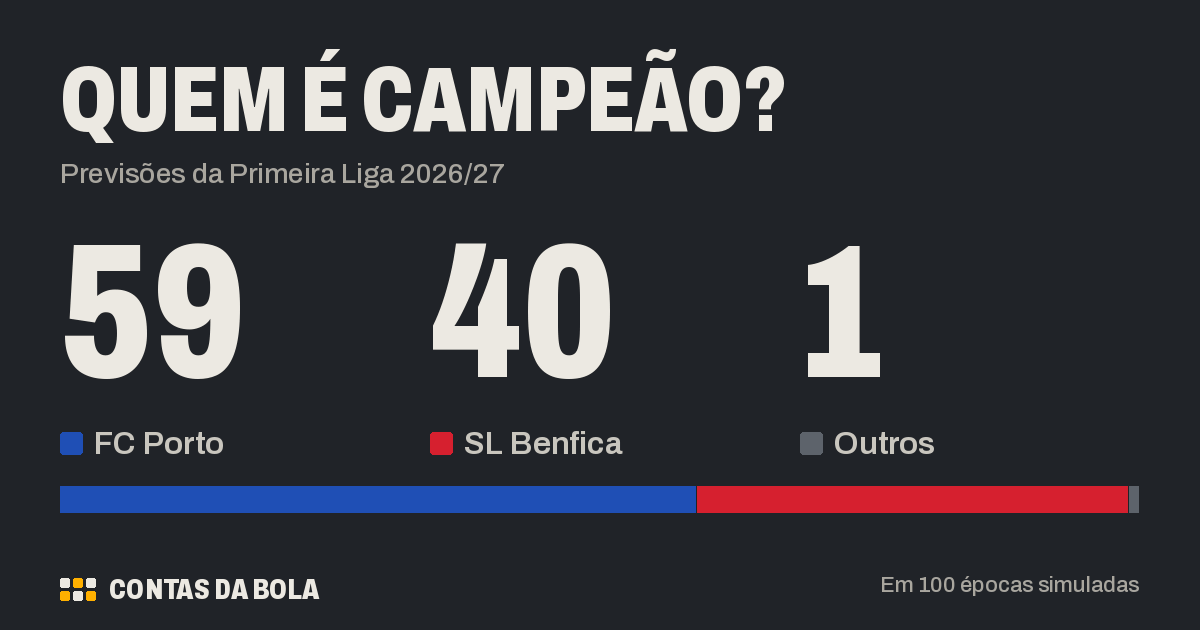 QUEM É CAMPEÃO?
Previsões da Primeira Liga 2026/27
59 40 1
FC Porto SL Benfica Outros
CONTAS DA BOLA
Em 100 épocas simuladas